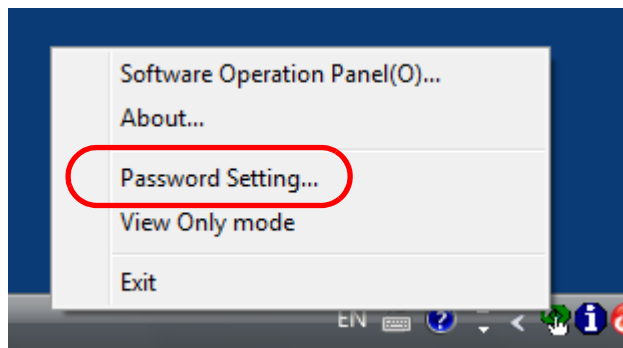 Software Operation Panel(O)...
About...
Password Setting...
View Only mode
Exit
EN